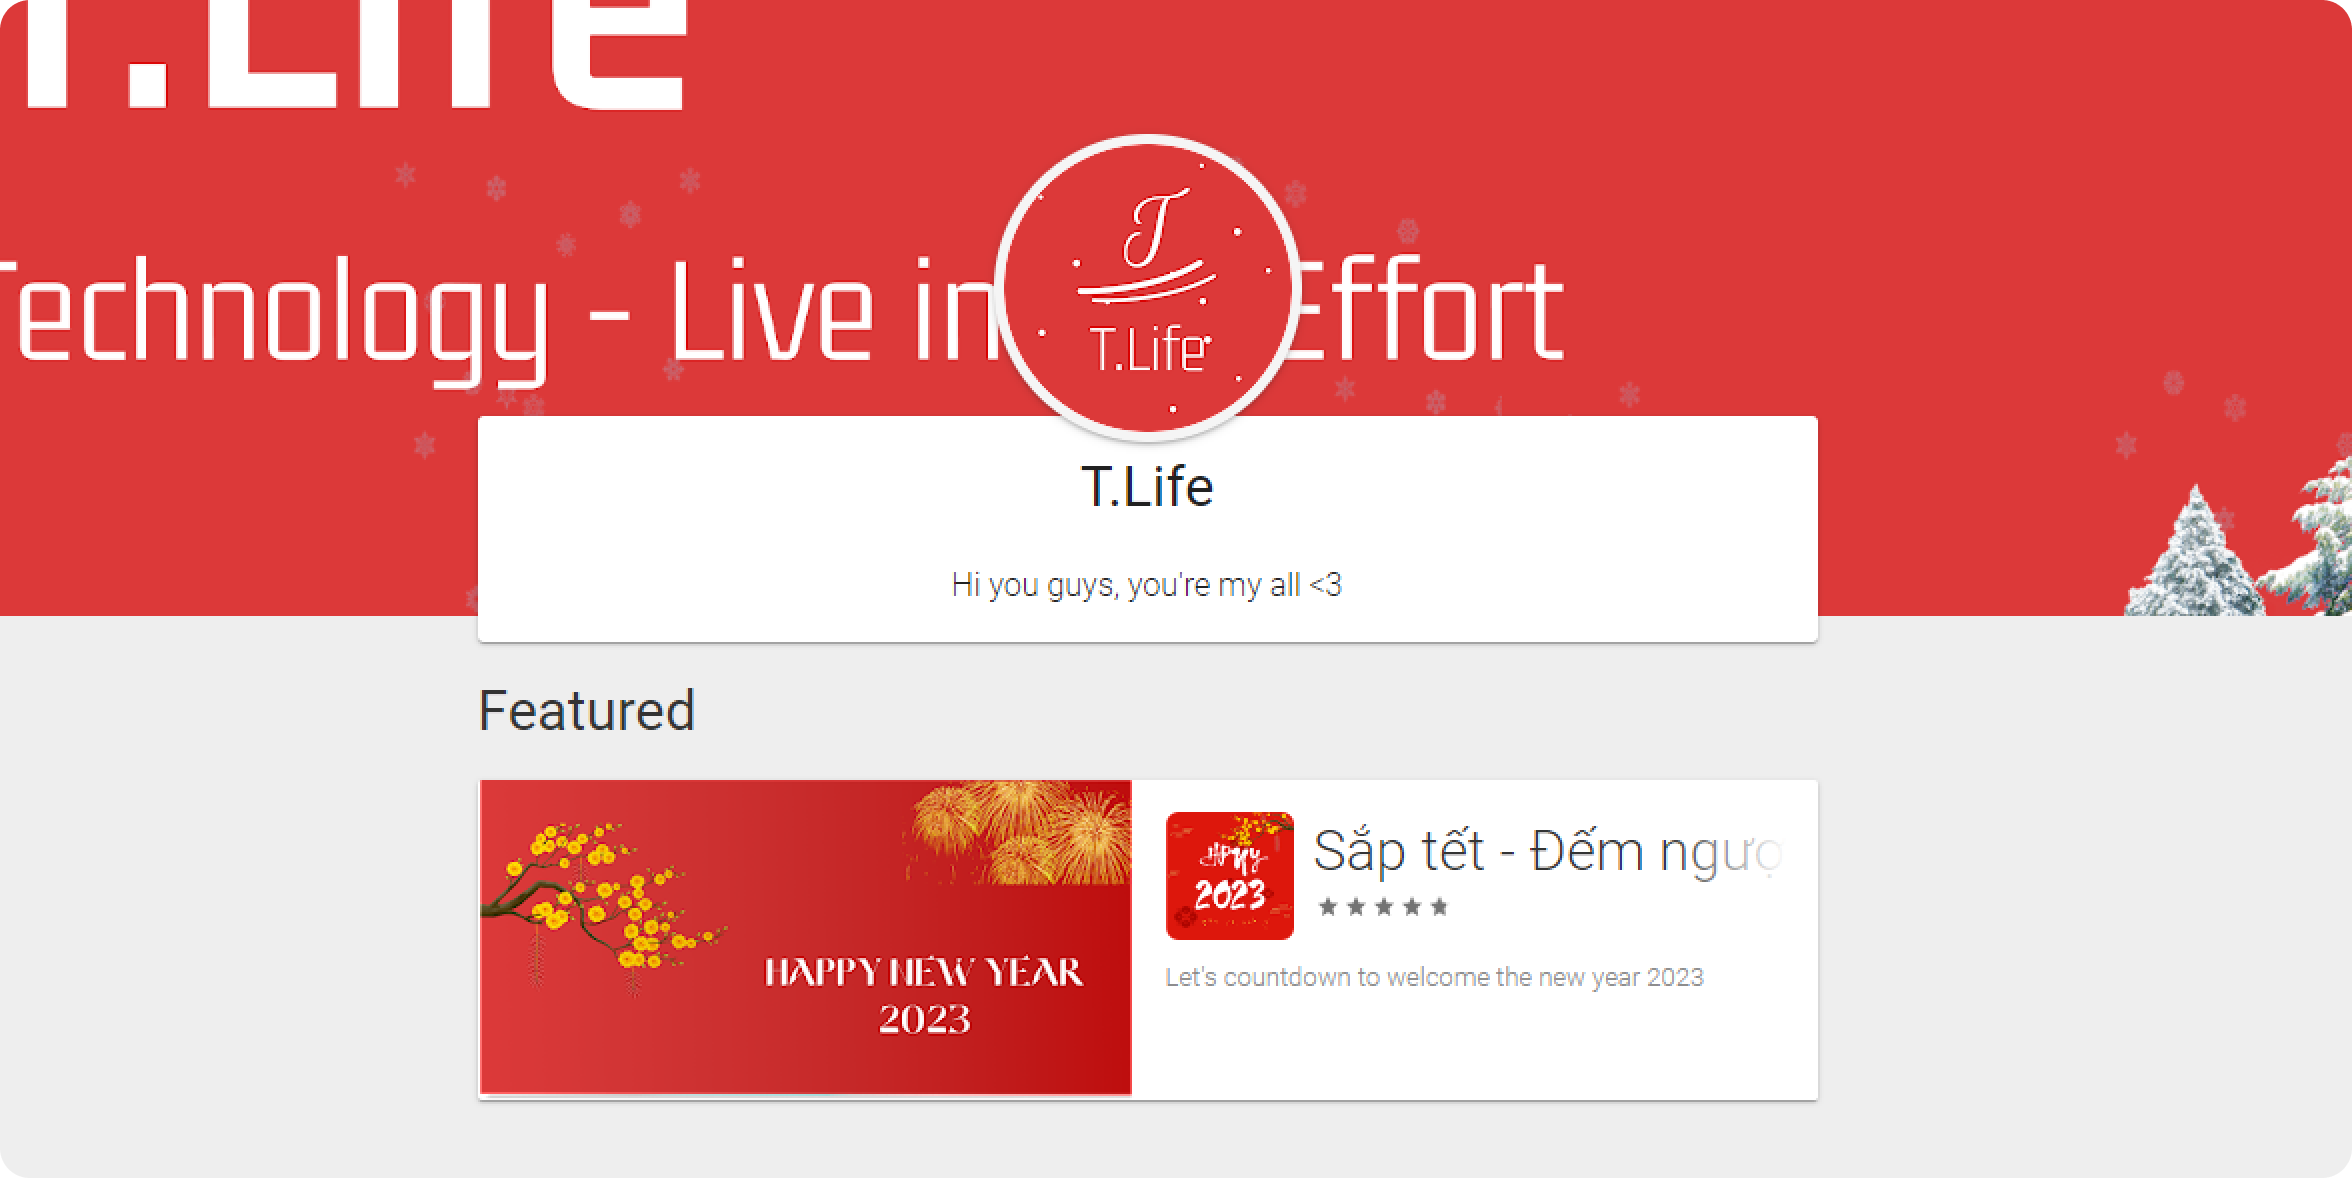 T.Life
Technology - Live in Effort
T
T.Life
T.Life
Hi you guys, you're my all <3
Featured
HAPPY NEW YEAR
2023
HAPPY
2023
Sắp tết - Đếm ngượ
Let's countdown to welcome the new year 2023